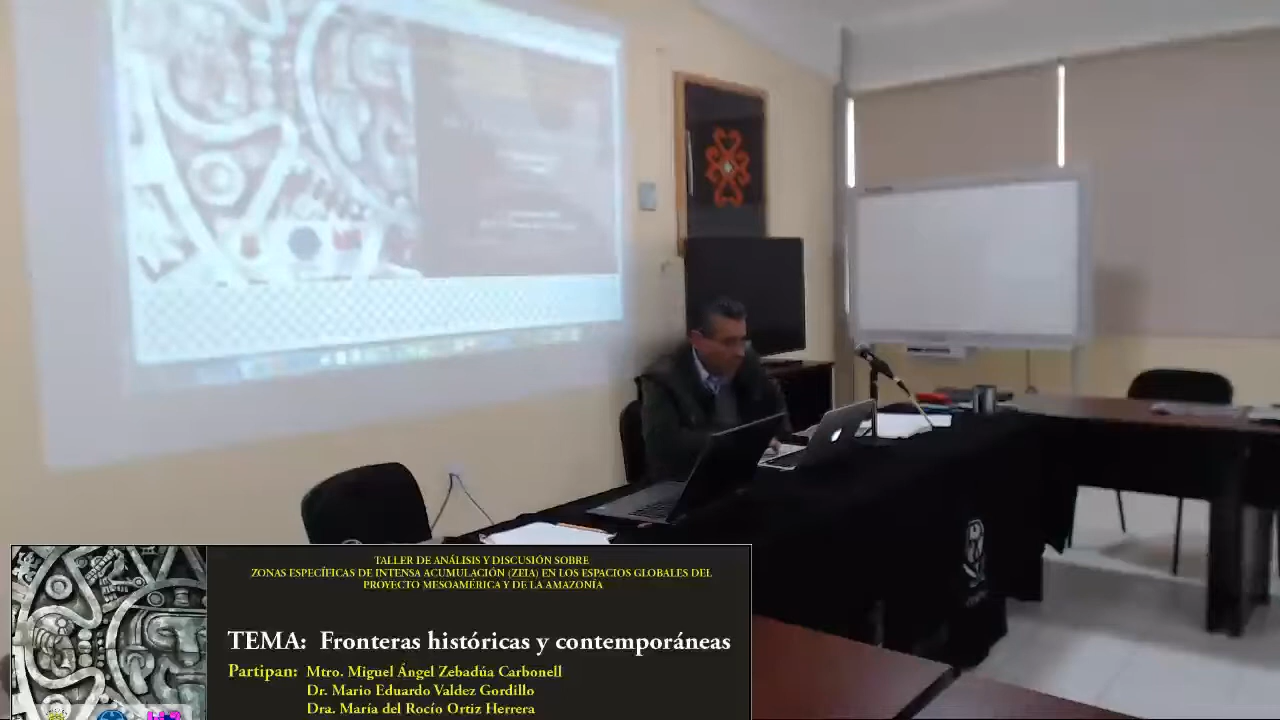 TALLER DE ANÁLISIS Y DISCUSIÓN SOBRE
ZONAS ESPECÍFICAS DE INTENSA ACUMULACIÓN (ZEIA) EN LOS ESPACIOS GLOBALES DEL
PROYECTO MESOAMÉRICA Y DE LA AMAZONÍA
TEMA: Fronteras históricas y contemporáneas
Partipan: Mtro. Miguel Ángel Zebadúa Carbonell
Dr. Mario Eduardo Valdez Gordillo
Dra. María del Rocío Ortiz Herrera